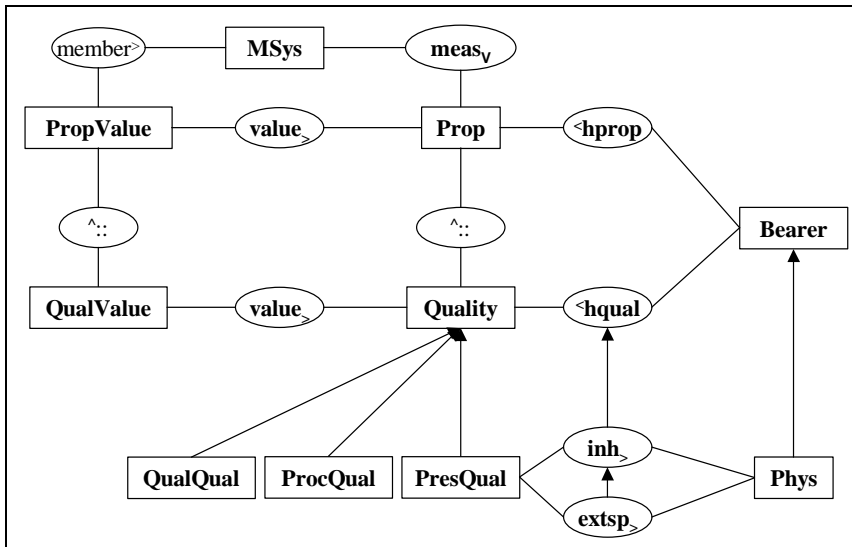 member> MSys measv
PropValue value> Prop <hprop
^:: ^:: Bearer
QualValue value> Quality <hqual
QualQual ProcQual PresQual inh> Phys
extsp>